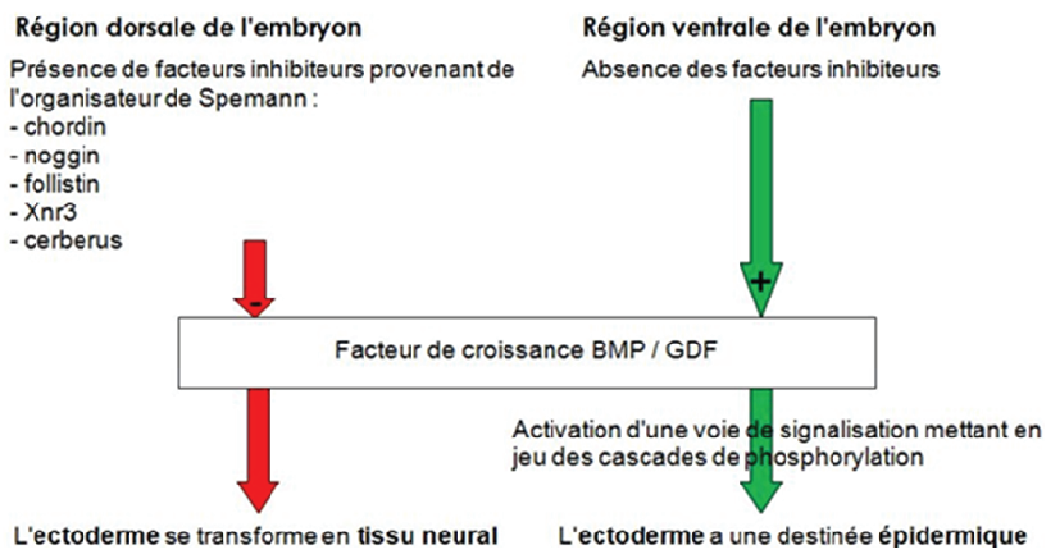 Région dorsale de l'embryon
Présence de facteurs inhibiteurs provenant de
l'organisateur de Spemann :
- chordin
- noggin
- follistin
- Xnr3
- cerberus
-
Région ventrale de l'embryon
Absence des facteurs inhibiteurs
+
Facteur de croissance BMP / GDF
Activation d'une voie de signalisation mettant en
jeu des cascades de phosphorylation
L'ectoderme se transforme en tissu neural
L'ectoderme a une destinée épidermique